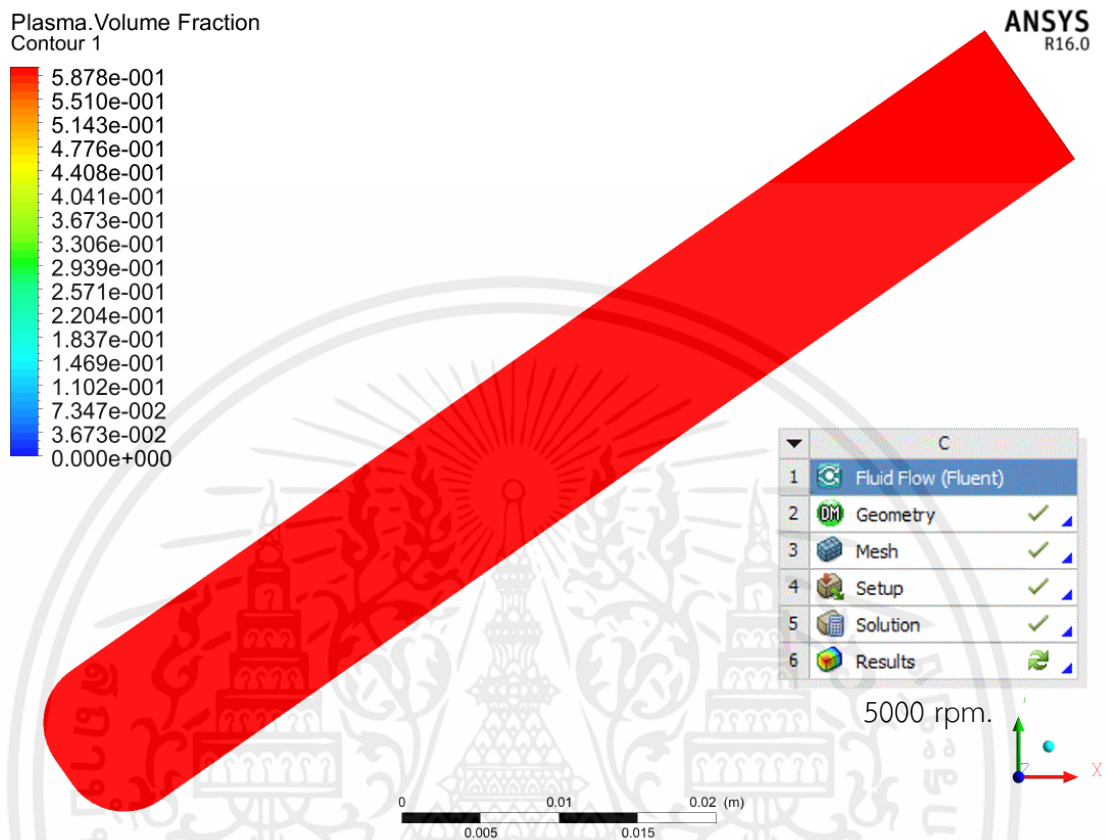 Plasma.Volume Fraction
Contour 1
ANSYS
R16.0
5.878e-001
5.510e-001
5.143e-001
4.776e-001
4.408e-001
4.041e-001
3.673e-001
3.306e-001
2.939e-001
2.571e-001
2.204e-001
1.837e-001
1.469e-001
1.102e-001
7.347e-002
3.673e-002
0.000e+000
C
1 Fluid Flow (Fluent)
2 DM Geometry
3 Mesh
4 Setup
5 Solution
6 Results
5000 rpm.
Z X
0 0.01 0.02 (m)
0.005 0.015